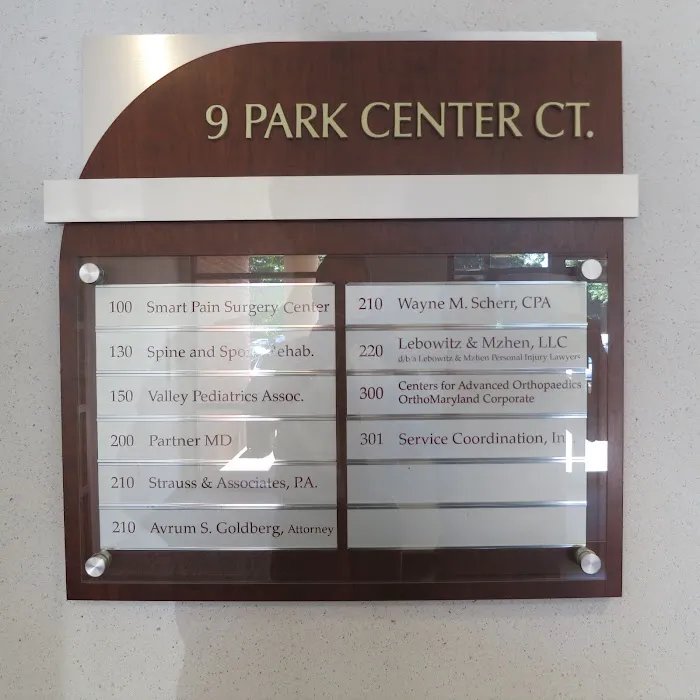 9 PARK CENTER CT.
100 Smart Pain Surgery Center
130 Spine and Rehab.
150 Valley Pediatrics Assoc.
200 Partner MD
210 Strauss & Associates, P.A.
210 Avrum S. Goldberg, Attorney
210 Wayne M. Scherr, CPA
220 Lebowitz & Mzhen, LLC
d/b/a Lebowitz & Mzhen Personal Injury Lawyers
300 Centers for Advanced Orthopaedics
OrthoMaryland Corporate
301 Service Coordination,